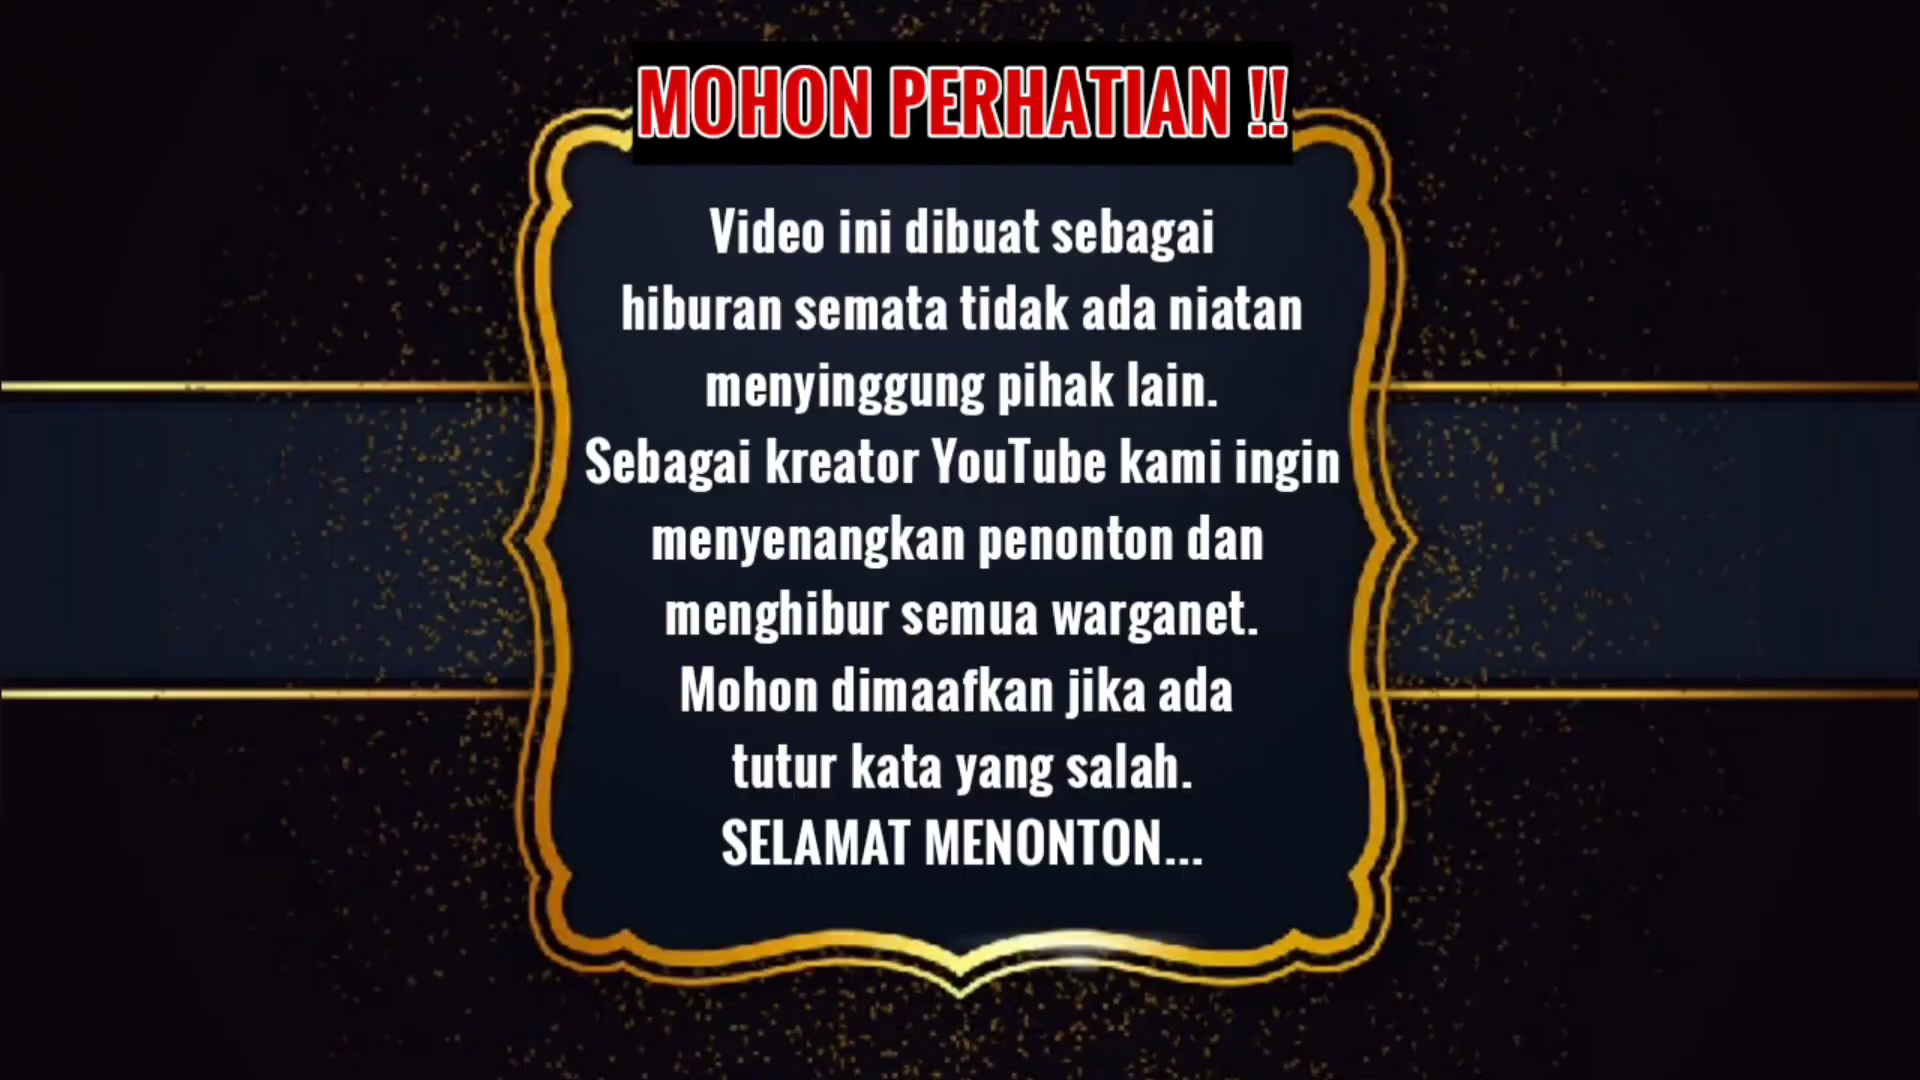 MOHON PERHATIAN !!
Video ini dibuat sebagai
hiburan semata tidak ada niatan
menyinggung pihak lain.
Sebagai kreator YouTube kami ingin
menyenangkan penonton dan
menghibur semua warganet.
Mohon dimaafkan jika ada
tutur kata yang salah.
SELAMAT MENONTON...